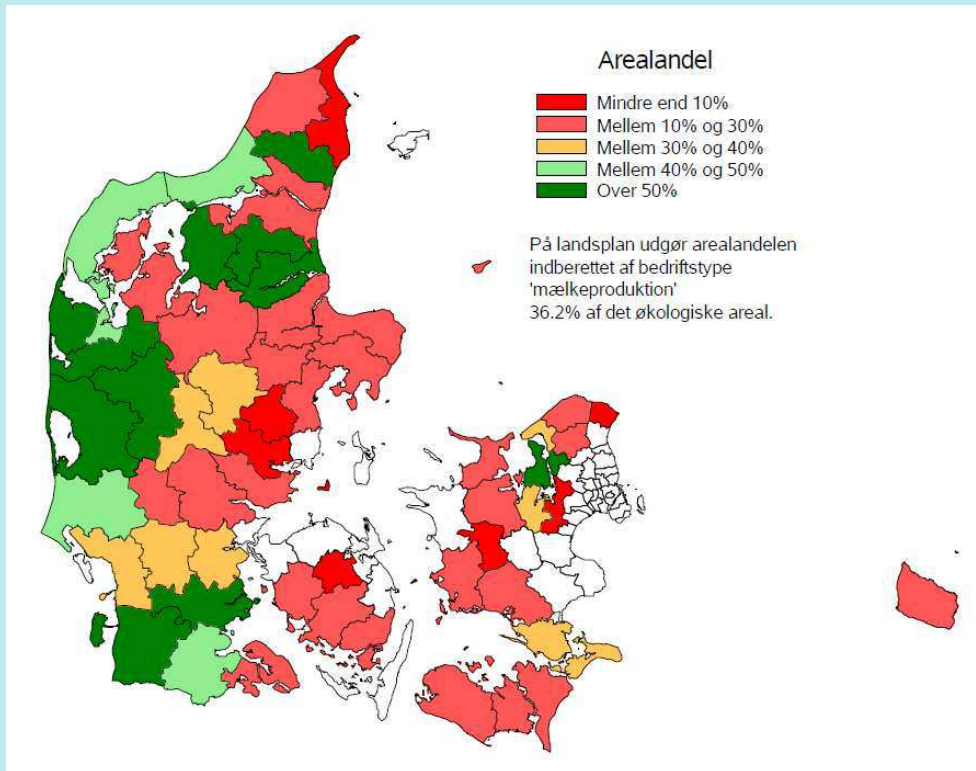 Arealandel
Mindre end 10%
Mellem 10% og 30%
Mellem 30% og 40%
Mellem 40% og 50%
Over 50%
På landsplan udgør arealandelen
indberettet af bedriftstype
'mælkeproduktion'
36.2% af det økologiske areal.